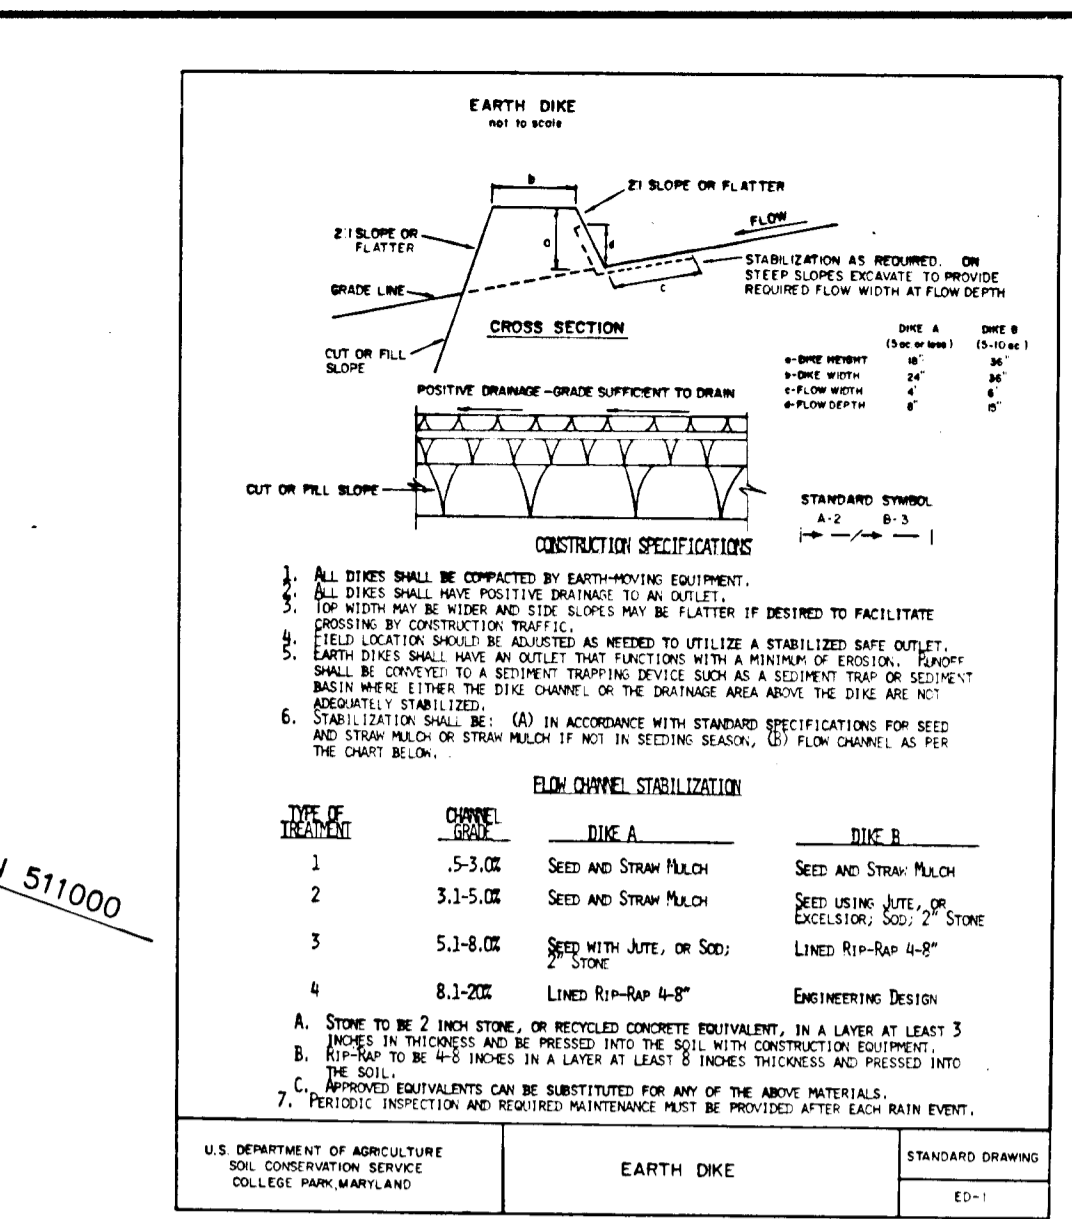 EARTH DIKE
not to scale
b
2:1 SLOPE OR FLATTER
FLOW
2:1 SLOPE OR
FLATTER
a
d
STABILIZATION AS REQUIRED. ON
STEEP SLOPES EXCAVATE TO PROVIDE
REQUIRED FLOW WIDTH AT FLOW DEPTH
c
GRADE LINE
CROSS SECTION
CUT OR FILL
SLOPE
DIKE A DIKE B
(5 ac. or less) (5-10 ac)
a-DIKE HEIGHT 18" 36"
b-DIKE WIDTH 24" 36"
c-FLOW WIDTH 4' 6'
d-FLOW DEPTH 8" 15"
POSITIVE DRAINAGE-GRADE SUFFICIENT TO DRAIN
CUT OR FILL SLOPE
STANDARD SYMBOL
A-2 B-3
CONSTRUCTION SPECIFICATIONS
1. ALL DIKES SHALL BE COMPACTED BY EARTH-MOVING EQUIPMENT.
2. ALL DIKES SHALL HAVE POSITIVE DRAINAGE TO AN OUTLET.
3. TOP WIDTH MAY BE WIDER AND SIDE SLOPES MAY BE FLATTER IF DESIRED TO FACILITATE
CROSSING BY CONSTRUCTION TRAFFIC.
4. FIELD LOCATION SHOULD BE ADJUSTED AS NEEDED TO UTILIZE A STABILIZED SAFE OUTLET.
5. EARTH DIKES SHALL HAVE AN OUTLET THAT FUNCTIONS WITH A MINIMUM OF EROSION. RUNOFF
SHALL BE CONVEYED TO A SEDIMENT TRAPPING DEVICE SUCH AS A SEDIMENT TRAP OR SEDIMENT
BASIN WHERE EITHER THE DIKE CHANNEL OR THE DRAINAGE AREA ABOVE THE DIKE ARE NOT
ADEQUATELY STABILIZED.
6. STABILIZATION SHALL BE: (A) IN ACCORDANCE WITH STANDARD SPECIFICATIONS FOR SEED
AND STRAW MULCH OR STRAW MULCH IF NOT IN SEEDING SEASON, (B) FLOW CHANNEL AS PER
THE CHART BELOW.
FLOW CHANNEL STABILIZATION
TYPE OF TREATMENT CHANNEL GRADE DIKE A DIKE B
1 .5-3.0% SEED AND STRAW MULCH SEED AND STRAW MULCH
2 3.1-5.0% SEED AND STRAW MULCH SEED USING JUTE, OR
EXCELSIOR; SOD; 2" STONE
3 5.1-8.0% SEED WITH JUTE, OR SOD; LINED RIP-RAP 4-8"
2" STONE
4 8.1-20% LINED RIP-RAP 4-8" ENGINEERING DESIGN
A. STONE TO BE 2 INCH STONE, OR RECYCLED CONCRETE EQUIVALENT, IN A LAYER AT LEAST 3
INCHES IN THICKNESS AND BE PRESSED INTO THE SOIL WITH CONSTRUCTION EQUIPMENT.
B. RIP-RAP TO BE 4-8 INCHES IN A LAYER AT LEAST 8 INCHES THICKNESS AND PRESSED INTO
THE SOIL.
C. APPROVED EQUIVALENTS CAN BE SUBSTITUTED FOR ANY OF THE ABOVE MATERIALS.
7. PERIODIC INSPECTION AND REQUIRED MAINTENANCE MUST BE PROVIDED AFTER EACH RAIN EVENT.
511000
U.S. DEPARTMENT OF AGRICULTURE
SOIL CONSERVATION SERVICE
COLLEGE PARK, MARYLAND
EARTH DIKE
STANDARD DRAWING
ED-1